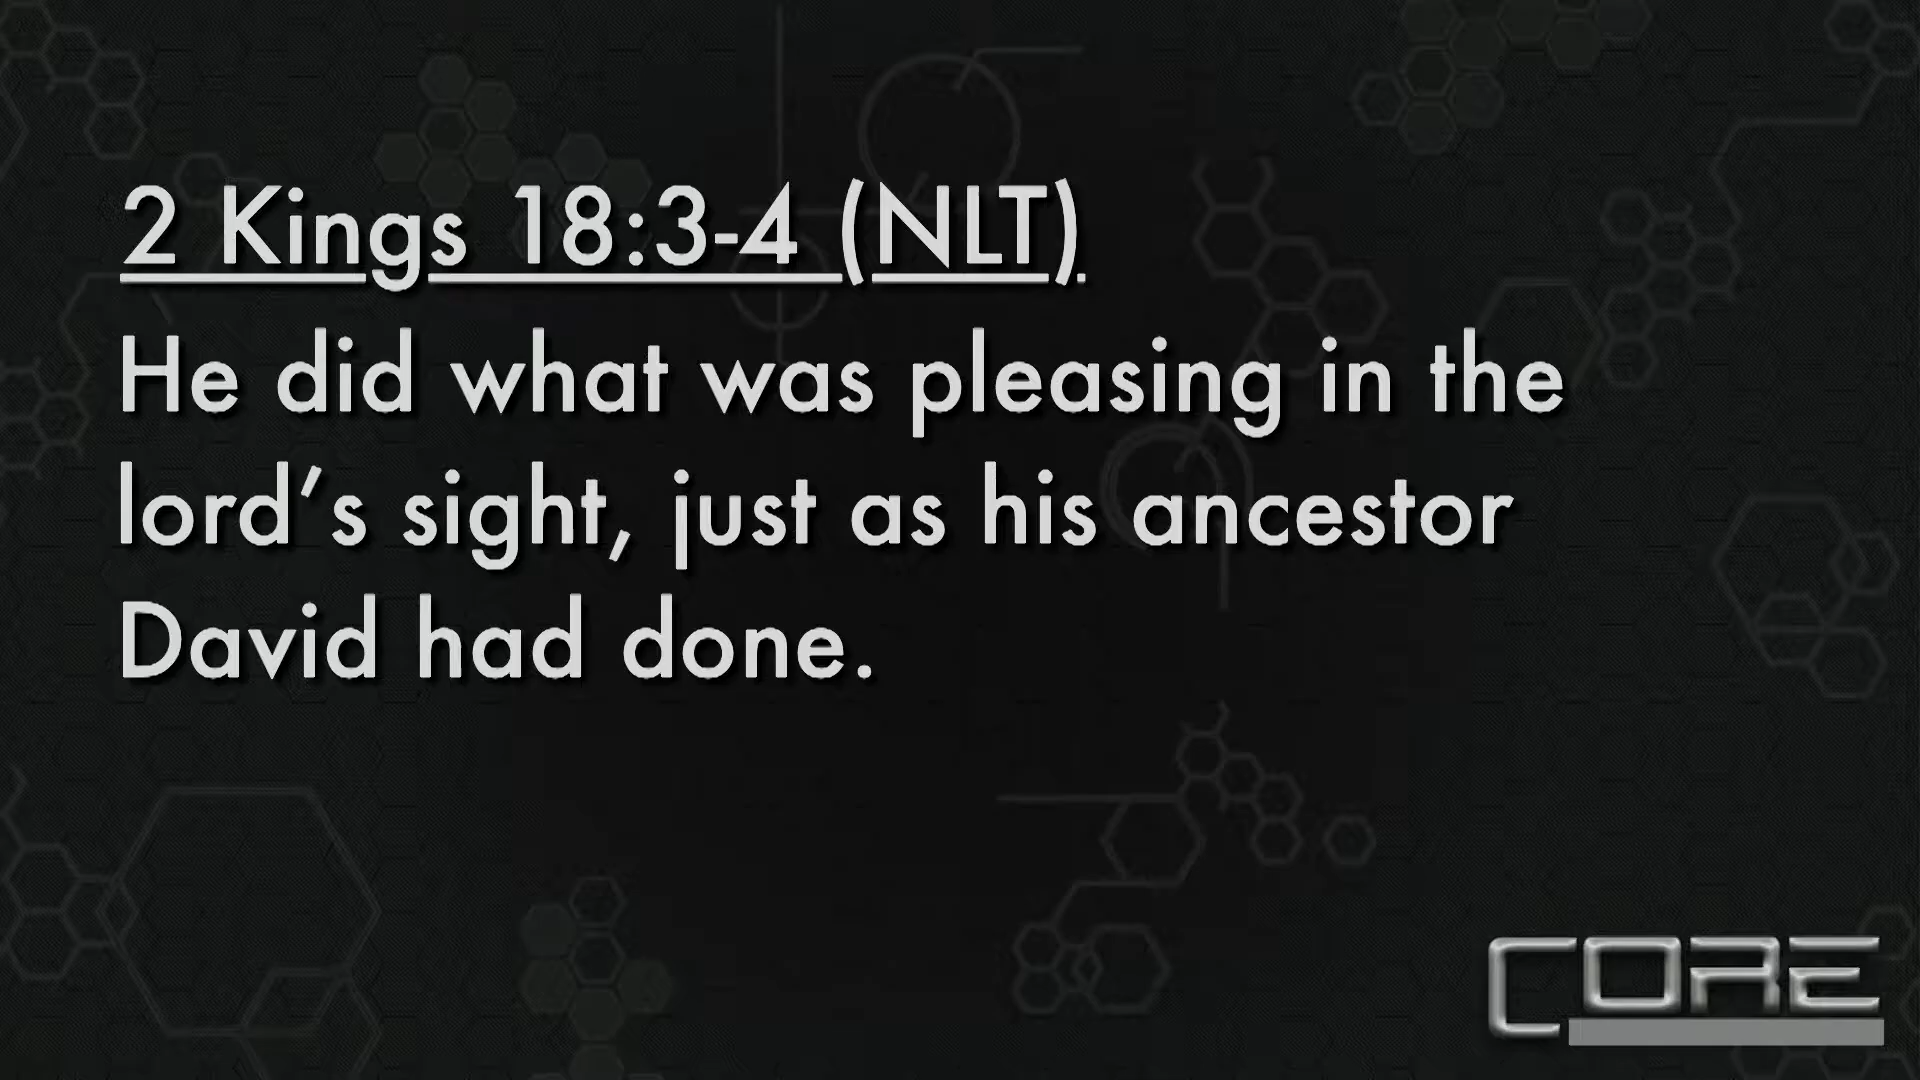 2 Kings 18:3-4 (NLT)
He did what was pleasing in the
lord’s sight, just as his ancestor
David had done.
CORE